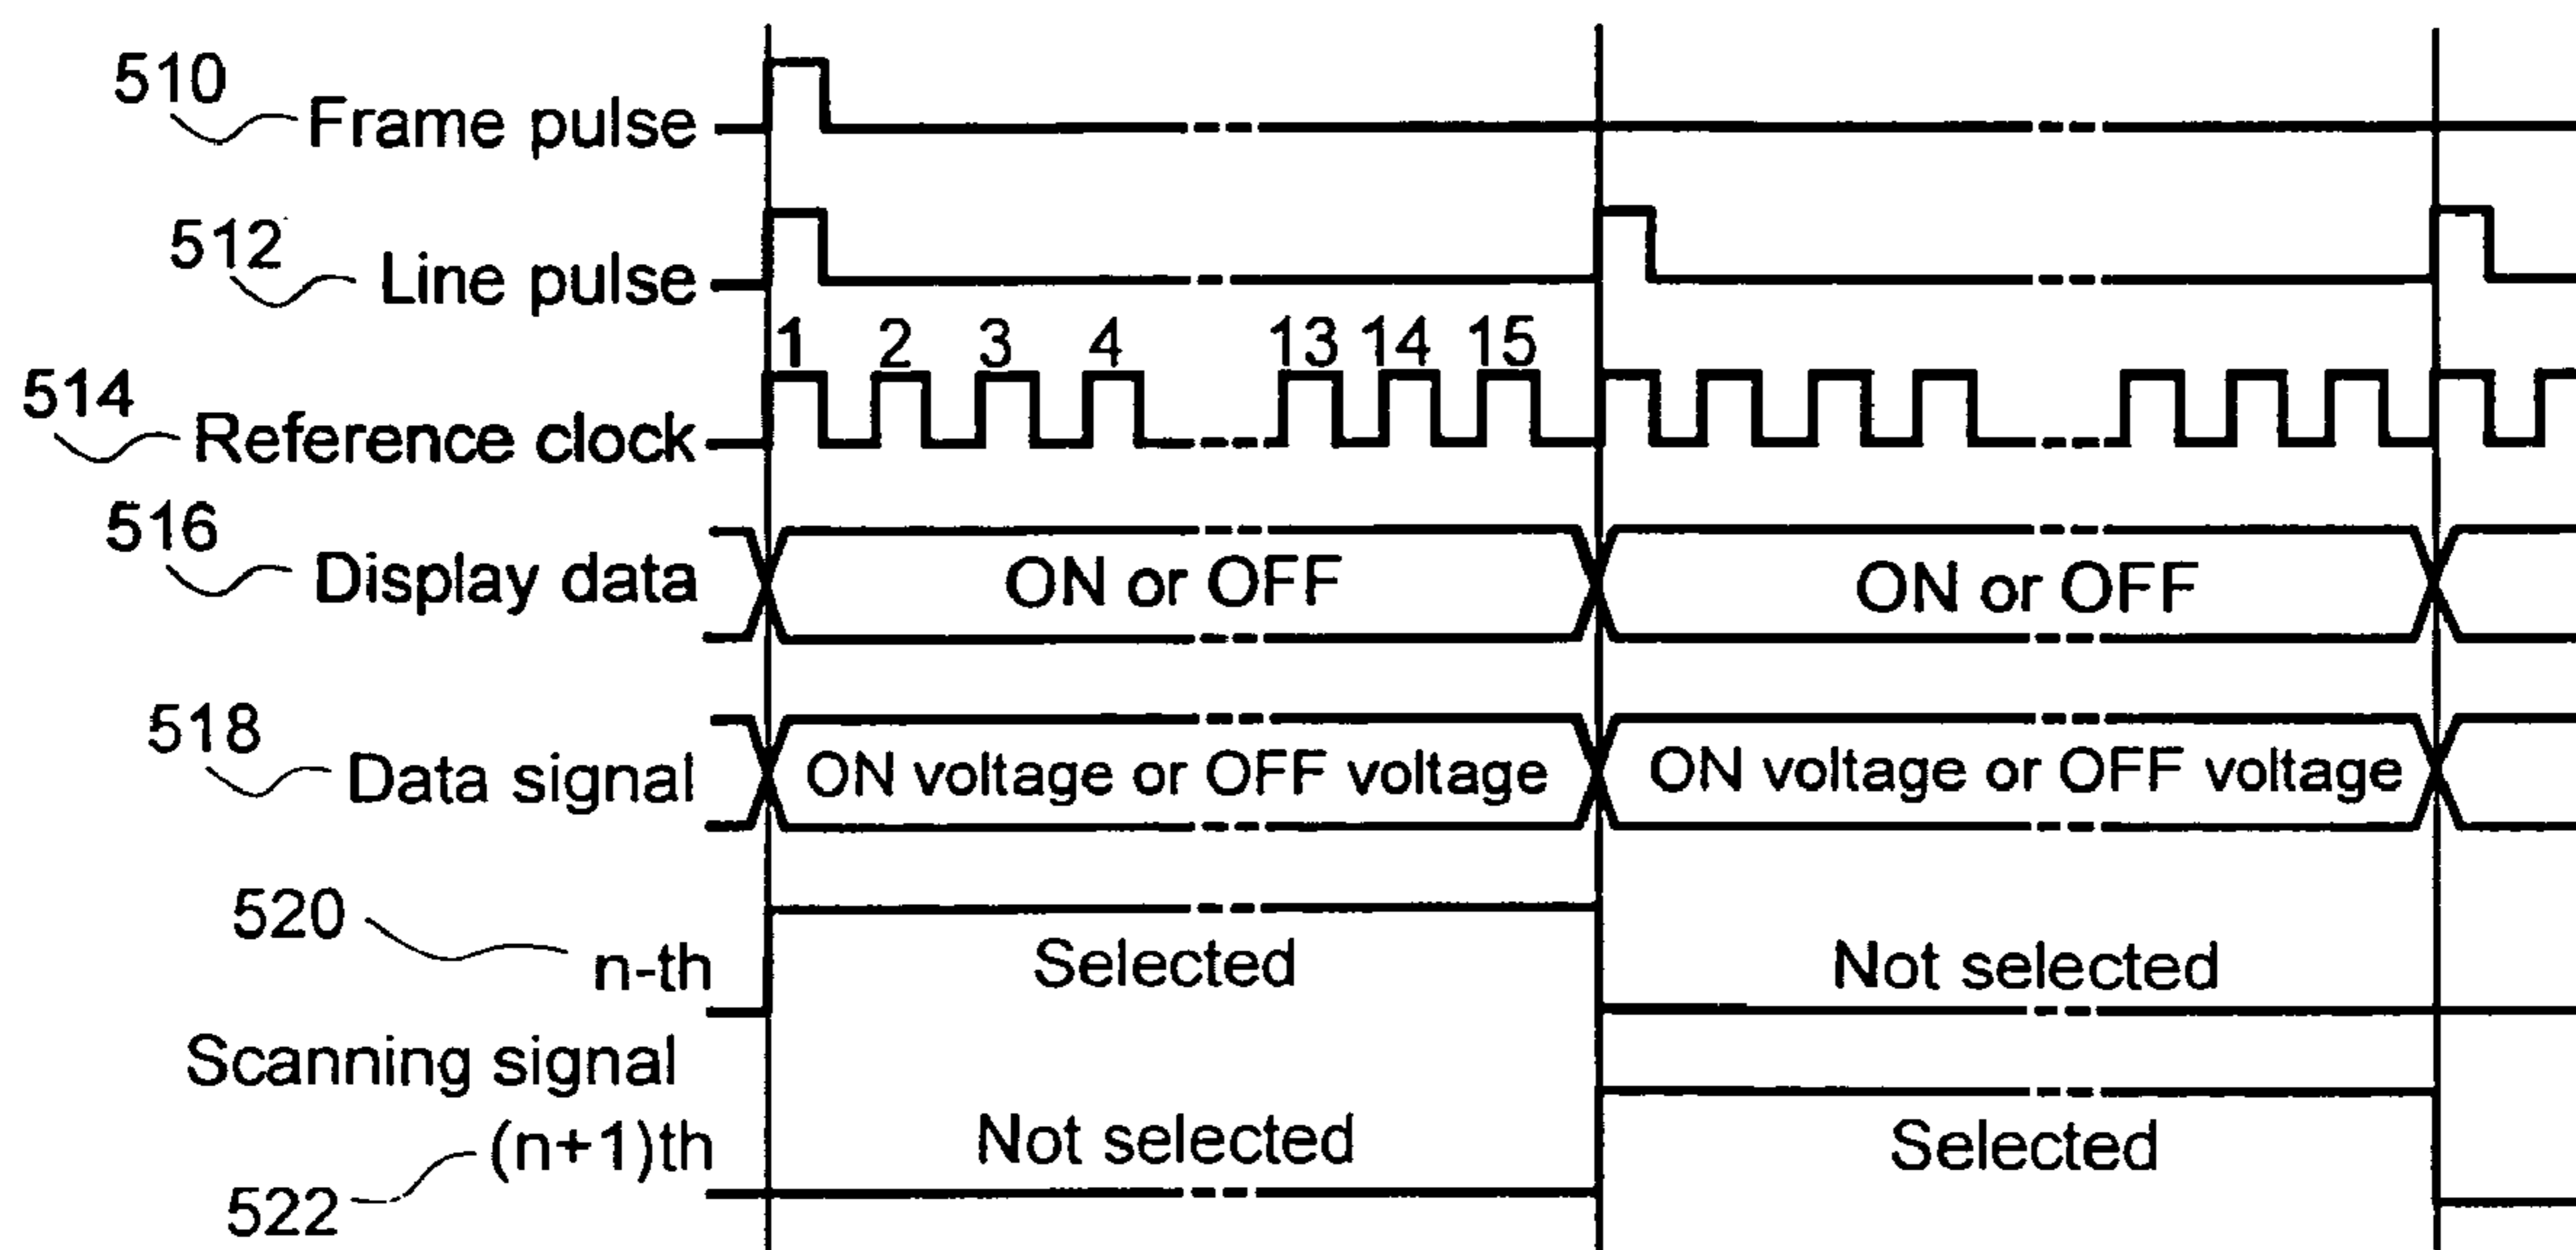 510
Frame pulse
512
Line pulse
1 2 3 4 13 14 15
514
Reference clock
516
Display data
ON or OFF ON or OFF
518
Data signal
ON voltage or OFF voltage ON voltage or OFF voltage
520
n-th
Selected Not selected
Scanning signal
(n+1)th
Not selected Selected
522